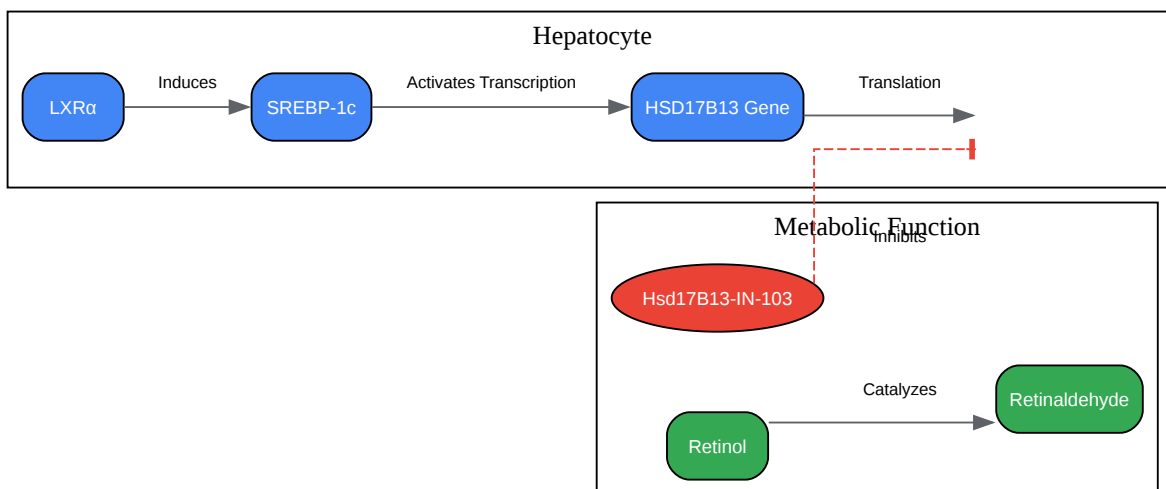 Hepatocyte
LXRα
Induces
SREBP-1c
Activates Transcription
HSD17B13 Gene
Translation
Metabolic Function
Inhibits
Hsd17B13-IN-103
Catalyzes
Retinaldehyde
Retinol